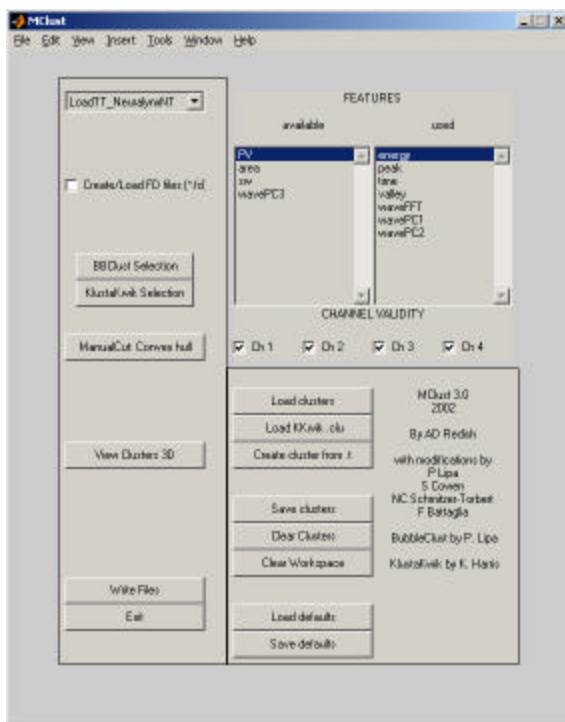 MClust
File Edit View Insert Tools Window Help
LoadTT_NeuralynxNT
Create/Load FD files (*.fd(
BBClust Selection
KlustaKwik Selection
ManualCut: Convex hull
View Clusters 3D
Write Files
Exit
FEATURES
available used
PV
area
sw
wavePC3
energy
peak
time
valley
waveFFT
wavePC1
wavePC2
CHANNEL VALIDITY
Ch 1 Ch 2 Ch 3 Ch 4
Load clusters
Load KKwik .clu
Create cluster from .t
Save clusters
Clear Clusters
Clear Workspace
Load defaults
Save defaults
MClust 3.0
2002
By AD Redish
with modifications by
P Lipa
S Cowen
NC Schmitzer-Torbert
F Battaglia
BubbleClust by P. Lipa
KlustaKwik by K. Harris